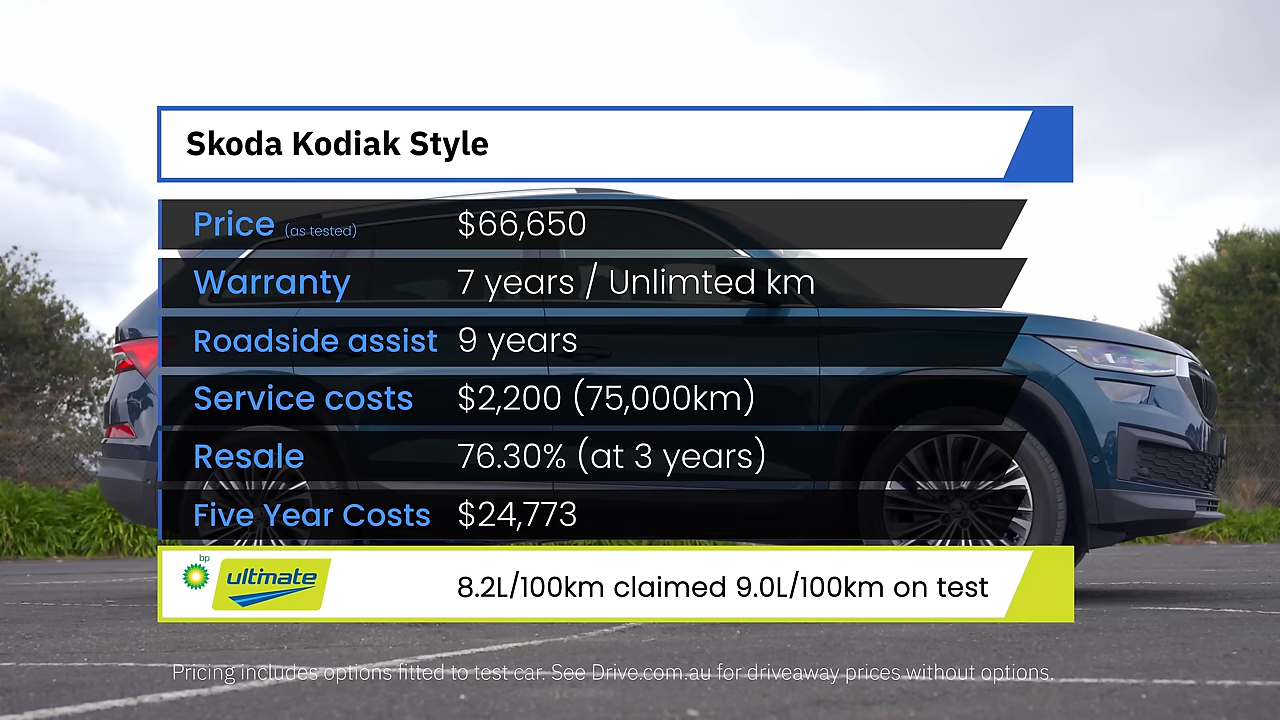 Skoda Kodiak Style
Price (as tested) $66,650
Warranty 7 years / Unlimted km
Roadside assist 9 years
Service costs $2,200 (75,000km)
Resale 76.30% (at 3 years)
Five Year Costs $24,773
bp
ultimate 8.2L/100km claimed 9.0L/100km on test
Pricing includes options fitted to test car. See Drive.com.au for driveaway prices without options.